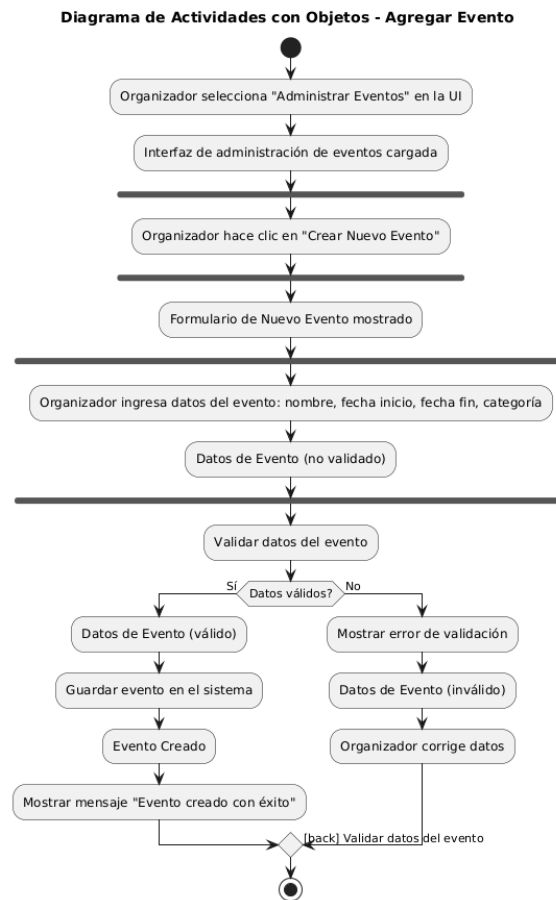 Diagrama de Actividades con Objetos - Agregar Evento
Organizador selecciona "Administrar Eventos" en la UI
Interfaz de administración de eventos cargada
Organizador hace clic en "Crear Nuevo Evento"
Formulario de Nuevo Evento mostrado
Organizador ingresa datos del evento: nombre, fecha inicio, fecha fin, categoría
Datos de Evento (no validado)
Validar datos del evento
Sí
Datos válidos?
No
Datos de Evento (válido)
Guardar evento en el sistema
Evento Creado
Mostrar mensaje "Evento creado con éxito"
Mostrar error de validación
Datos de Evento (inválido)
Organizador corrige datos
[back] Validar datos del evento